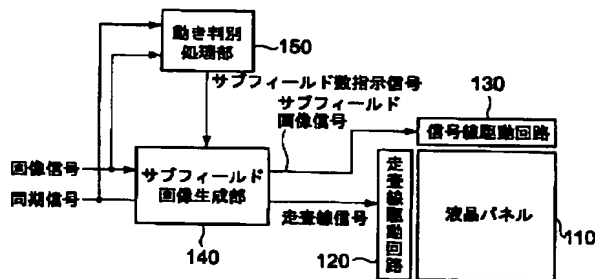 動き判別
処理部
150
サブフィールド数指示信号
サブフィールド
画像信号
130
信号線駆動回路
画像信号
同期信号
サブフィールド
画像生成部
140
走査線信号
120
走査線駆動回路
液晶パネル
110